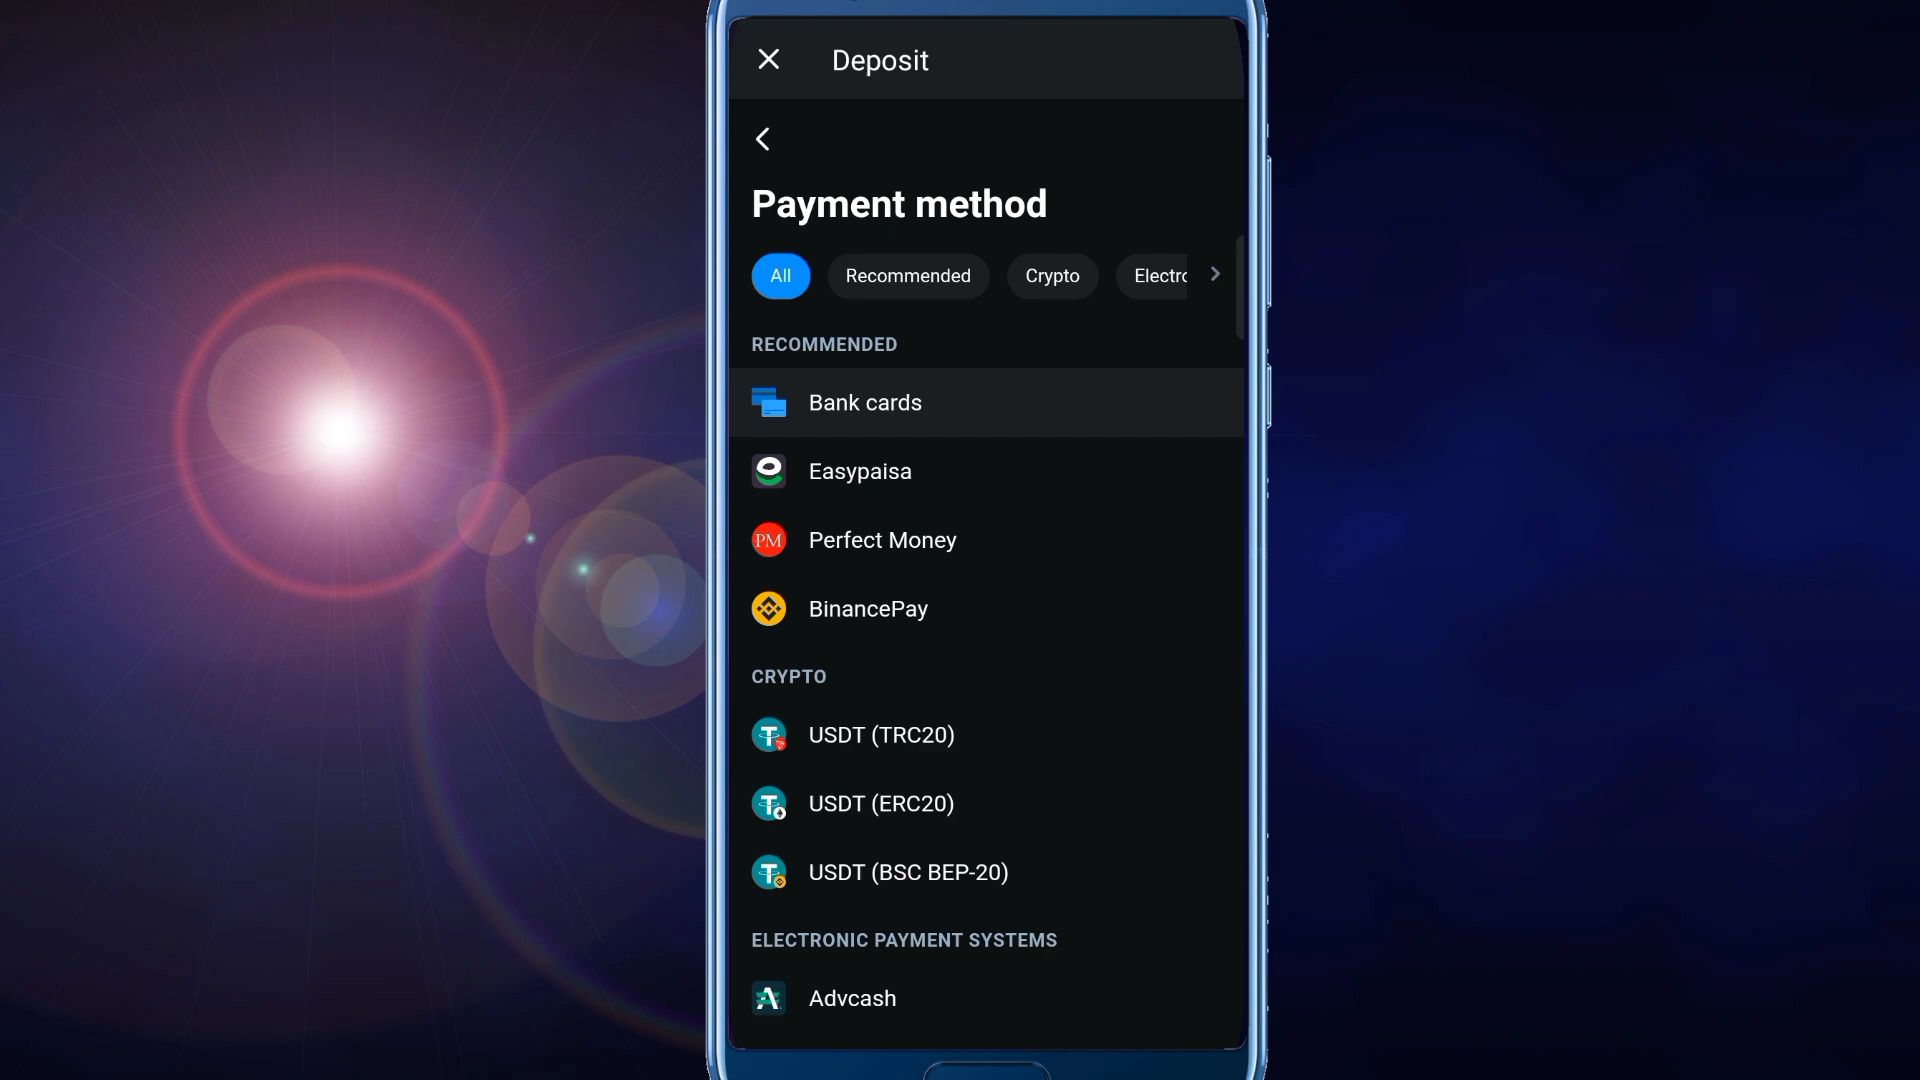 Deposit
Payment method
All Recommended Crypto Electro
RECOMMENDED
Bank cards
Easypaisa
PM Perfect Money
BinancePay
CRYPTO
USDT (TRC20)
USDT (ERC20)
USDT (BSC BEP-20)
ELECTRONIC PAYMENT SYSTEMS
Advcash